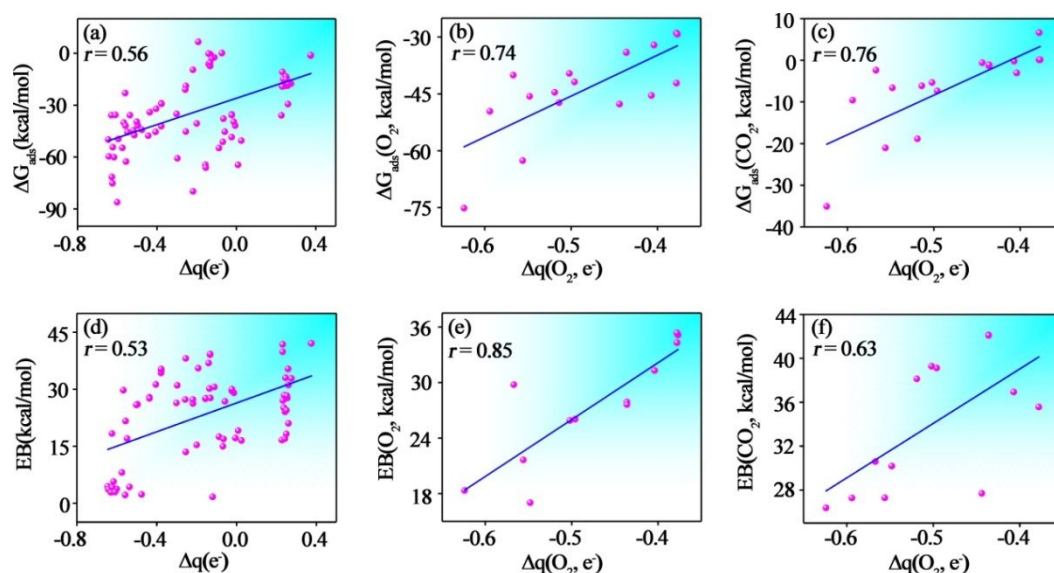 (a)
r = 0.56
ΔG_ads(kcal/mol)
0
-30
-60
-90
-0.8 -0.4 0.0 0.4
Δq(e⁻)
(b)
r = 0.74
ΔG_ads(O₂, kcal/mol)
-30
-45
-60
-75
-0.6 -0.5 -0.4
Δq(O₂, e⁻)
(c)
r = 0.76
ΔG_ads(CO₂, kcal/mol)
10
0
-10
-20
-30
-40
-0.6 -0.5 -0.4
Δq(O₂, e⁻)
(d)
r = 0.53
EB(kcal/mol)
45
30
15
0
-0.8 -0.4 0.0 0.4
Δq(e⁻)
(e)
r = 0.85
EB(O₂, kcal/mol)
36
30
24
18
-0.6 -0.5 -0.4
Δq(O₂, e⁻)
(f)
r = 0.63
EB(CO₂, kcal/mol)
44
40
36
32
28
-0.6 -0.5 -0.4
Δq(O₂, e⁻)